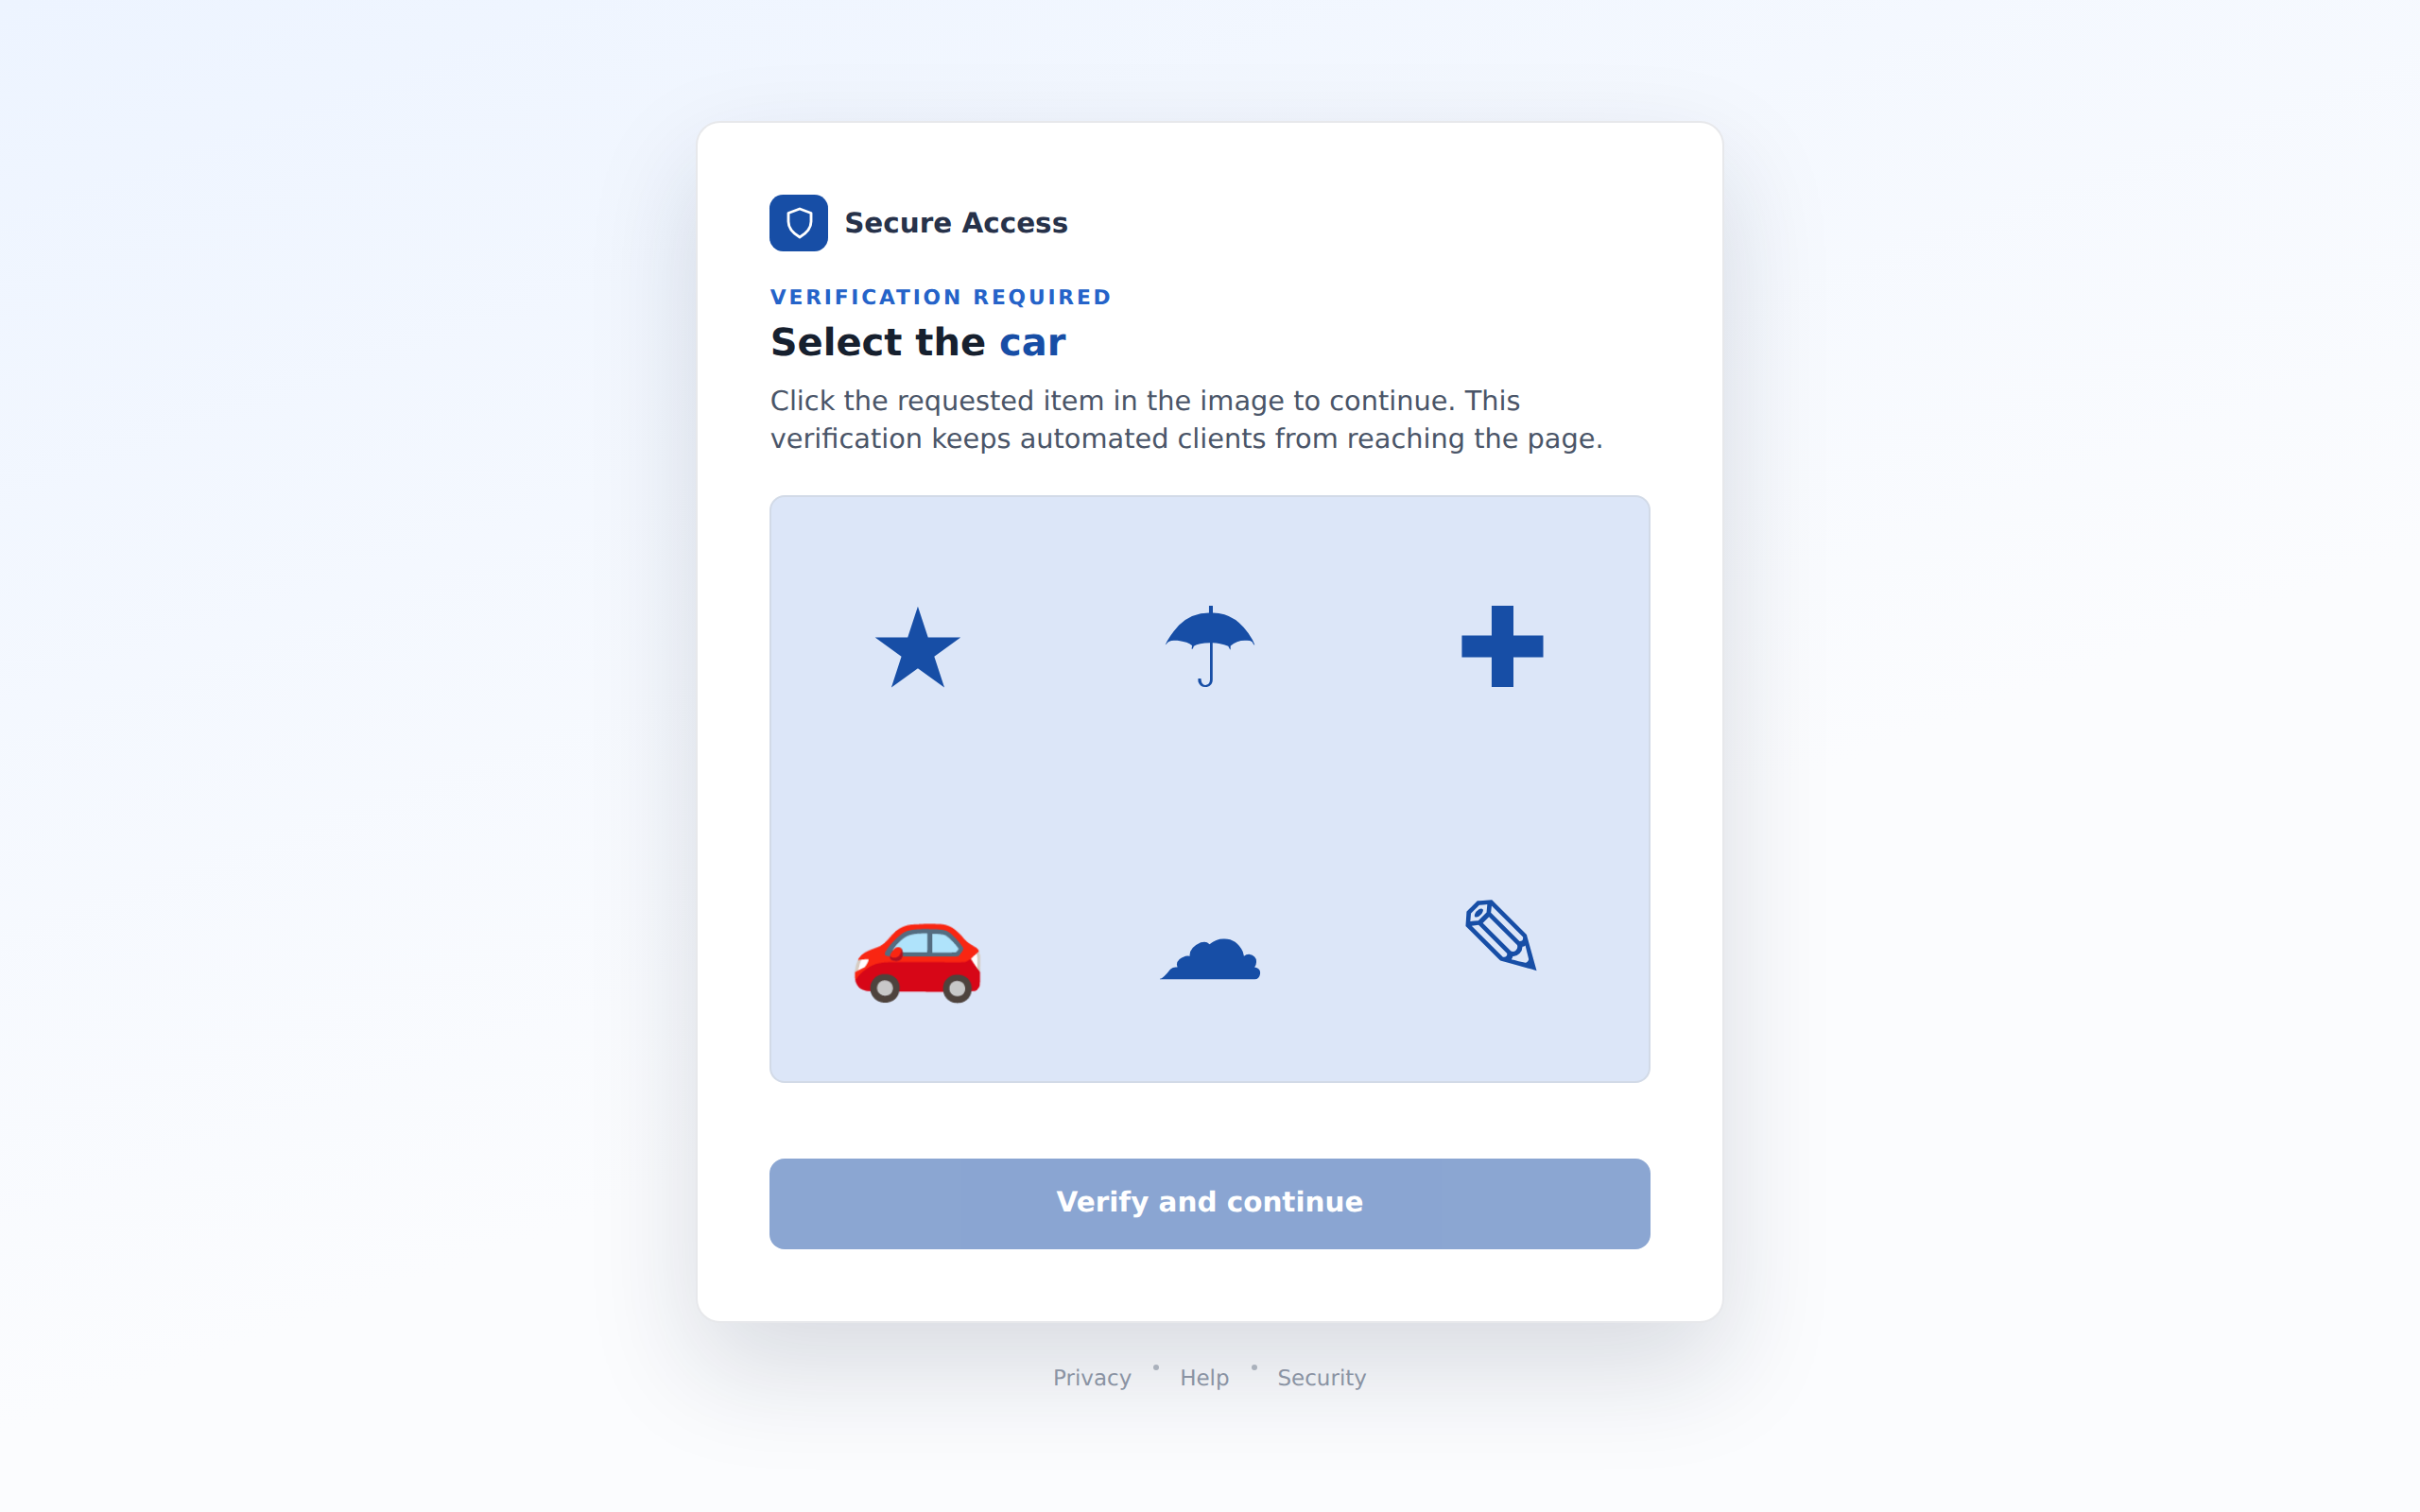 Secure Access
VERIFICATION REQUIRED
Select the car
Click the requested item in the image to continue. This
verification keeps automated clients from reaching the page.
Verify and continue
Privacy • Help • Security